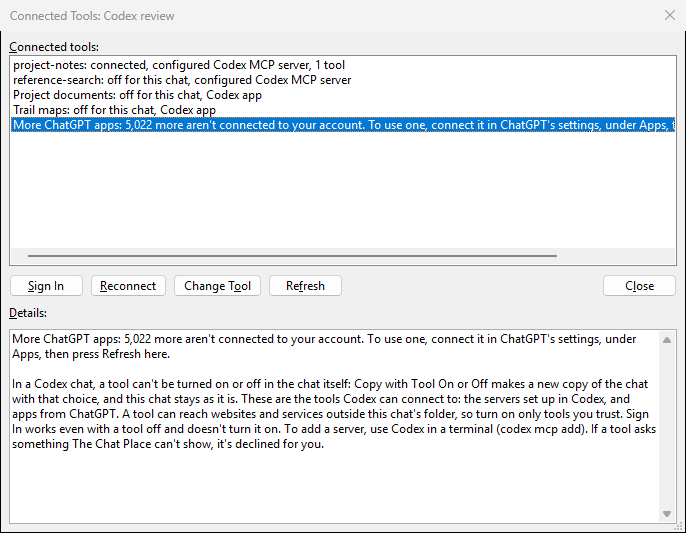 Connected Tools: Codex review
Connected tools:
project-notes: connected, configured Codex MCP server, 1 tool
reference-search: off for this chat, configured Codex MCP server
Project documents: off for this chat, Codex app
Trail maps: off for this chat, Codex app
More ChatGPT apps: 5,022 more aren't connected to your account. To use one, connect it in ChatGPT's settings, under Apps,
Sign In
Reconnect
Change Tool
Refresh
Close
Details:
More ChatGPT apps: 5,022 more aren't connected to your account. To use one, connect it in ChatGPT's settings, under
Apps, then press Refresh here.
In a Codex chat, a tool can't be turned on or off in the chat itself: Copy with Tool On or Off makes a new copy of the chat
with that choice, and this chat stays as it is. These are the tools Codex can connect to: the servers set up in Codex, and
apps from ChatGPT. A tool can reach websites and services outside this chat's folder, so turn on only tools you trust. Sign
In works even with a tool off and doesn't turn it on. To add a server, use Codex in a terminal (codex mcp add). If a tool asks
something The Chat Place can't show, it's declined for you.